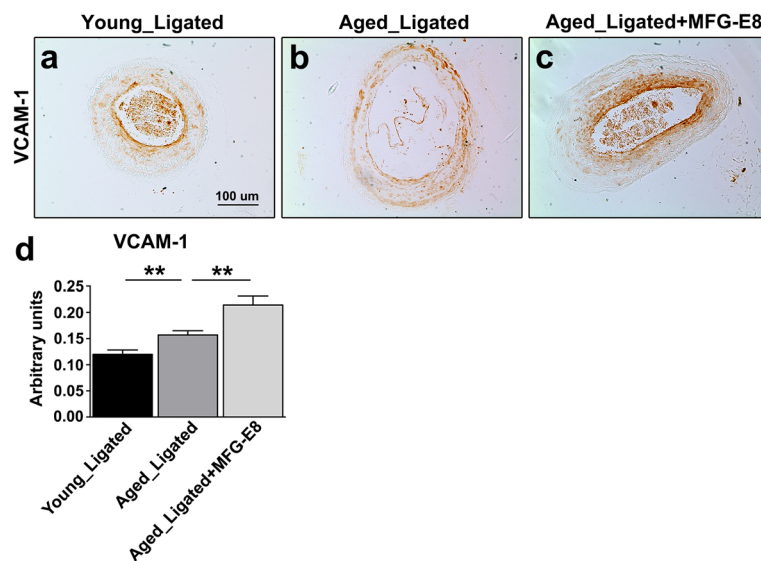 Young_Ligated
Aged_Ligated
Aged_Ligated+MFG-E8
VCAM-1
a
b
c
100 um
d
VCAM-1
**
**
Arbitrary units
0.25
0.20
0.15
0.10
0.05
0.00
Young_Ligated
Aged_Ligated
Aged_Ligated+MFG-E8